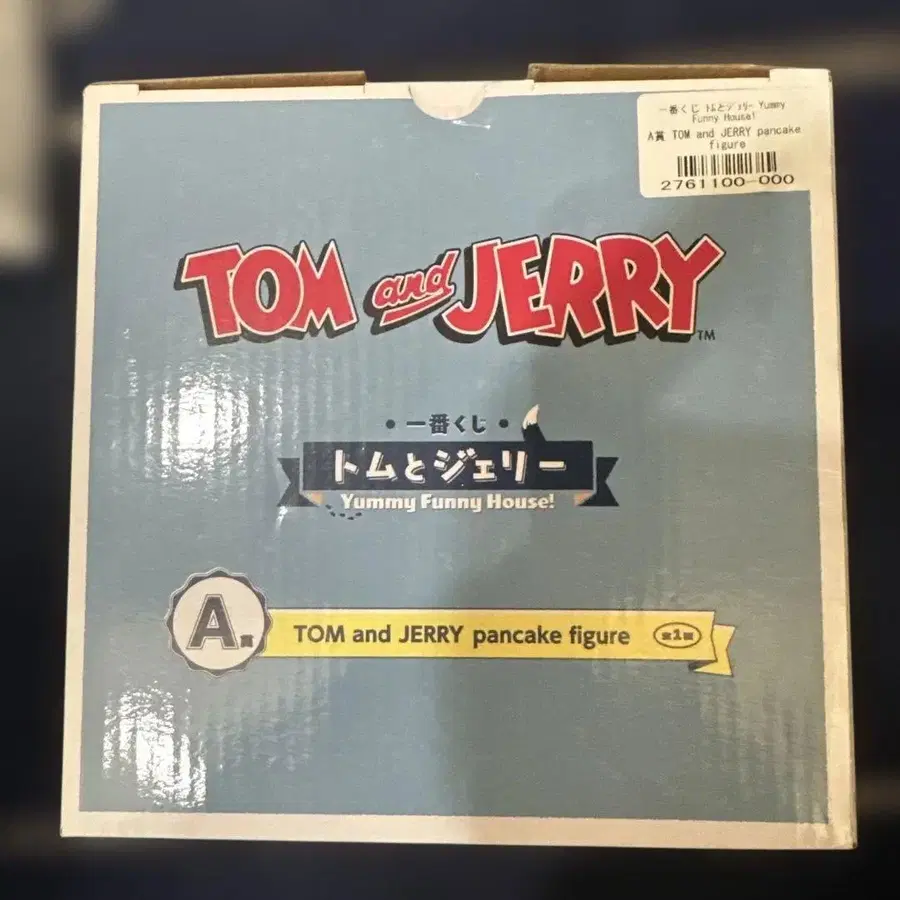 一番くじ トムとジェリー Yummy
Funny House!
A賞 TOM and JERRY pancake
figure
2761100-000
TOM and JERRY™
• 一番くじ •
トムとジェリー
Yummy Funny House!
A賞
TOM and JERRY pancake figure
全1種